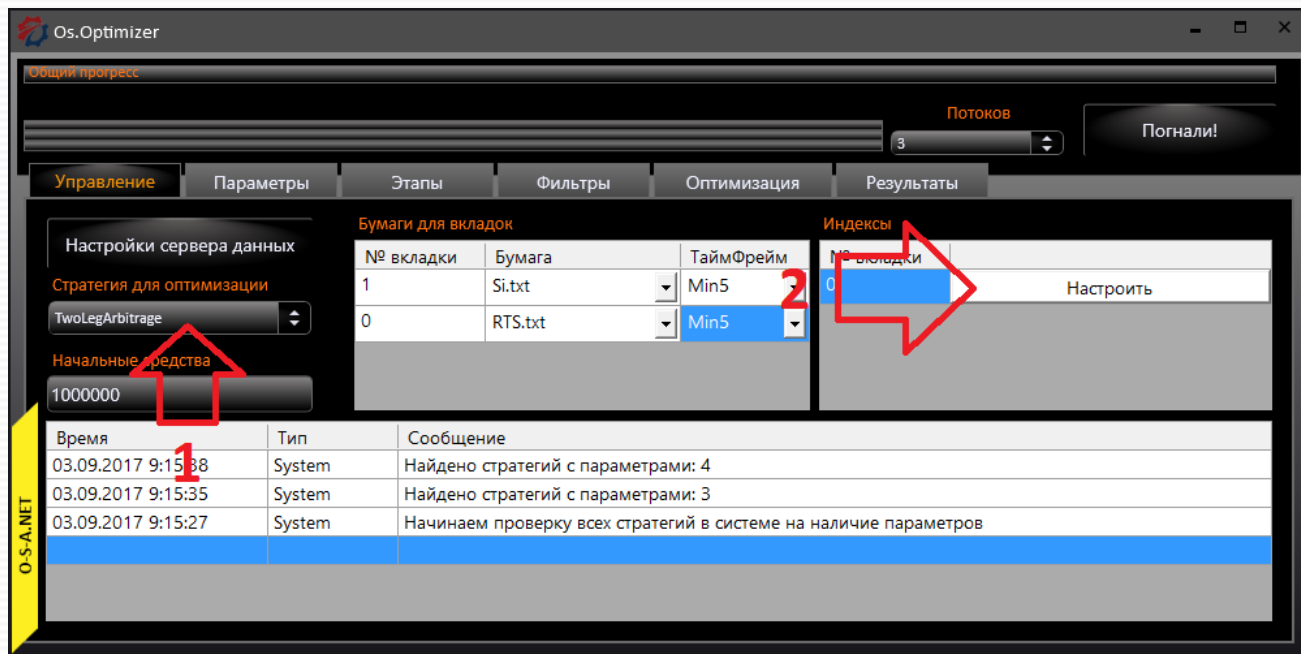 Os.Optimizer
Общий прогресс
Потоков
3
Погнали!
Управление Параметры Этапы Фильтры Оптимизация Результаты
Настройки сервера данных
Стратегия для оптимизации
TwoLegArbitrage
Начальные средства
1000000
Бумаги для вкладок
№ вкладки Бумага ТаймФрейм
1 Si.txt Min5
0 RTS.txt Min5
Индексы
№ вкладки
0 Настроить
1
2
Время Тип Сообщение
03.09.2017 9:15:38 System Найдено стратегий с параметрами: 4
03.09.2017 9:15:35 System Найдено стратегий с параметрами: 3
03.09.2017 9:15:27 System Начинаем проверку всех стратегий в системе на наличие параметров
O-S-A.NET